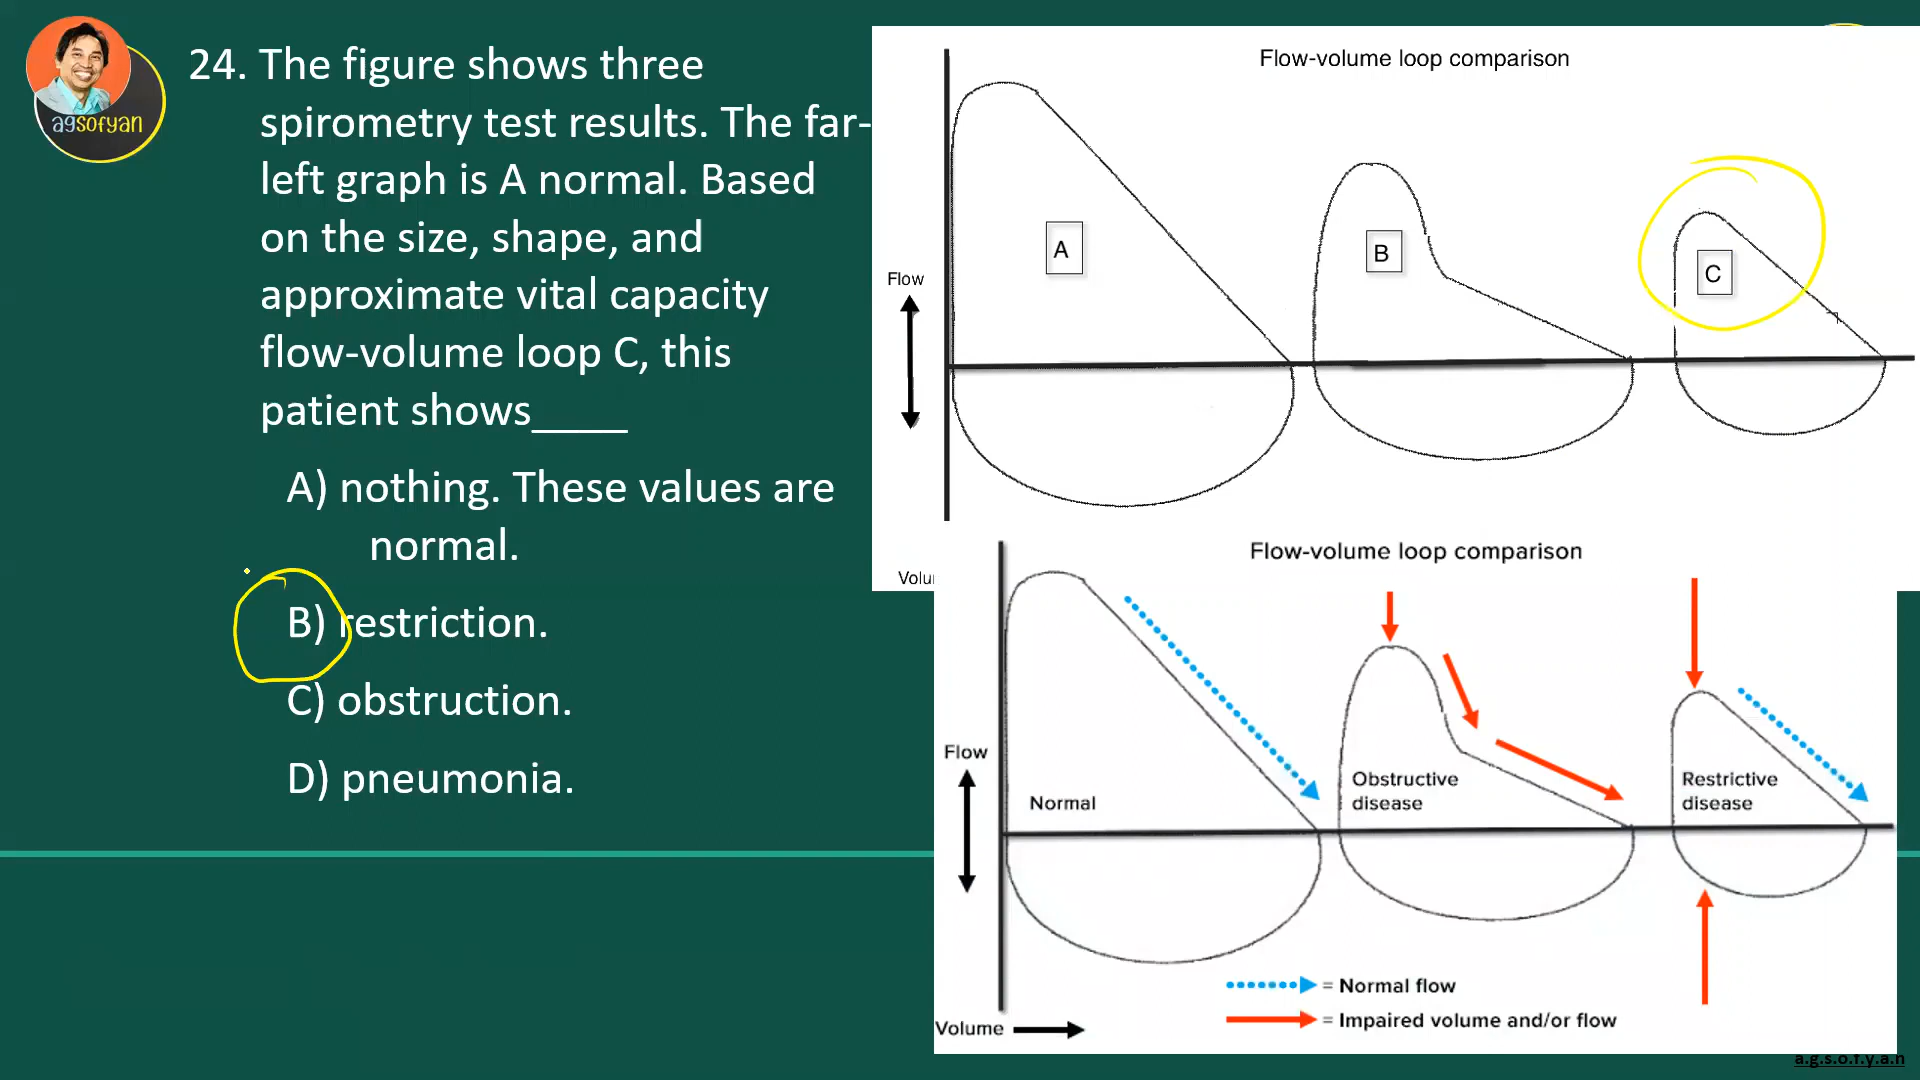 agsofyan
24. The figure shows three
spirometry test results. The far-
left graph is A normal. Based
on the size, shape, and
approximate vital capacity
flow-volume loop C, this
patient shows____
A) nothing. These values are
normal.
B) restriction.
C) obstruction.
D) pneumonia.
Flow-volume loop comparison
A
B
C
Flow
Flow-volume loop comparison
Flow
Normal
Obstructive
disease
Restrictive
disease
= Normal flow
= Impaired volume and/or flow
Volume
a.g.s.o.f.y.a.n